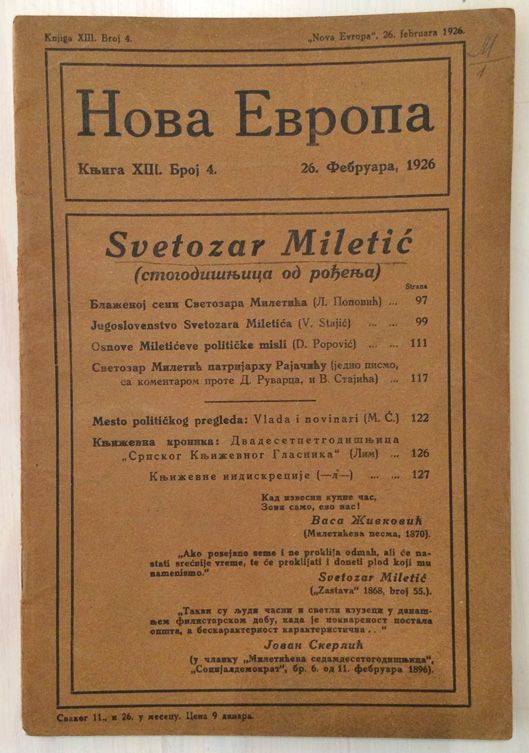 Knjiga XIII. Broj 4.
„Nova Evropa“, 26. februara 1926.
Нова Европа
Књига XIII. Број 4.
26. Фебруара, 1926
Svetozar Miletić
(стогодишњица од рођења)
Strana
Блаженој сени Светозара Милетића (Л. Поповић) ... 97
Jugoslovenstvo Svetozara Miletića (V. Stajić) ... ... 99
Osnove Miletićeve političke misli (D. Popović) ... 111
Светозар Милетић патријарху Рајачићу (једно писмо,
са коментаром проте Д. Руварца, и В. Стајића) ... 117
Mesto političkog pregleda: Vlada i novinari (M. Ć.) 122
Књижевна кроника: Двадесетпетгодишњица
„Српског Књижевног Гласника“ (Лим) ... 126
Књижевне индискреције (—л—) ... ... 127
Кад извесни куцне час,
Зови само, ево нас!
Васа Живковић
(Милетићева песма, 1870).
„Ako posejano seme i ne proklija odmah, ali će na-
stati srećnije vreme, te će proklijati i doneti plod koji mu
namenismo.“
Svetozar Miletić
(„Zastava“ 1868, broj 55.).
„Такви су људи часни и светли изузеци у данаш-
њем филистарском добу, када је поквареност постала
општа, а бескарактерност карактеристична . . “
Јован Скерлић
(у чланку „Милетићева седамдесетогодишњица“,
„Социјалдемократ“, бр. 6. од 11. фебруара 1896).
Сваког 11., и 26. у месецу. Цена 9 динара.